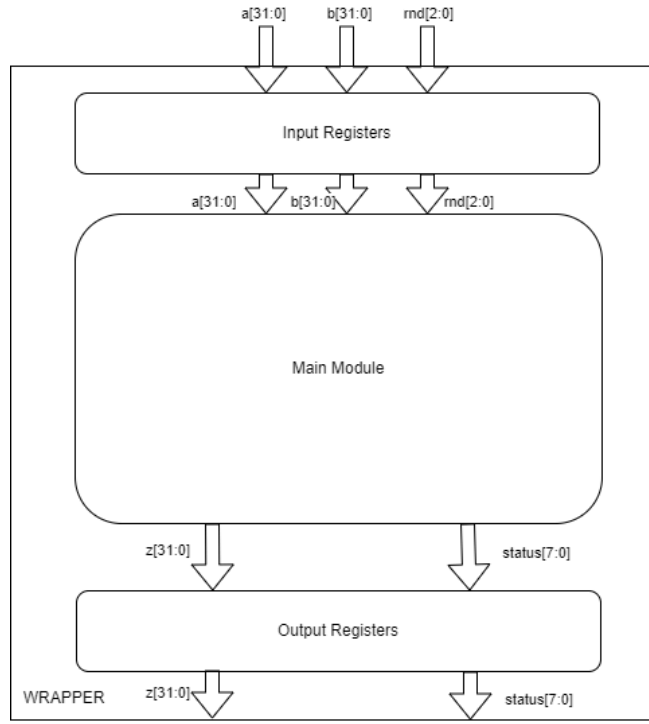 a[31:0] b[31:0] rnd[2:0]
Input Registers
a[31:0] b[31:0] rnd[2:0]
Main Module
z[31:0] status[7:0]
Output Registers
z[31:0] status[7:0]
WRAPPER